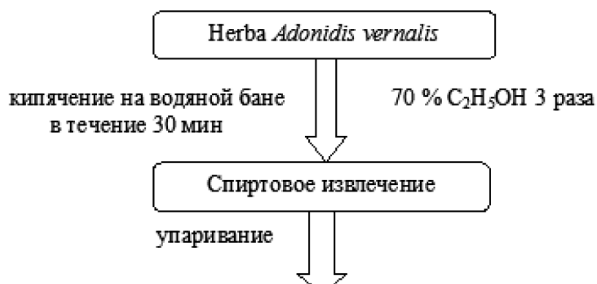 Herba Adonidis vernalis
кипячение на водяной бане
в течение 30 мин
70 % C₂H₅OH 3 раза
Спиртовое извлечение
упаривание